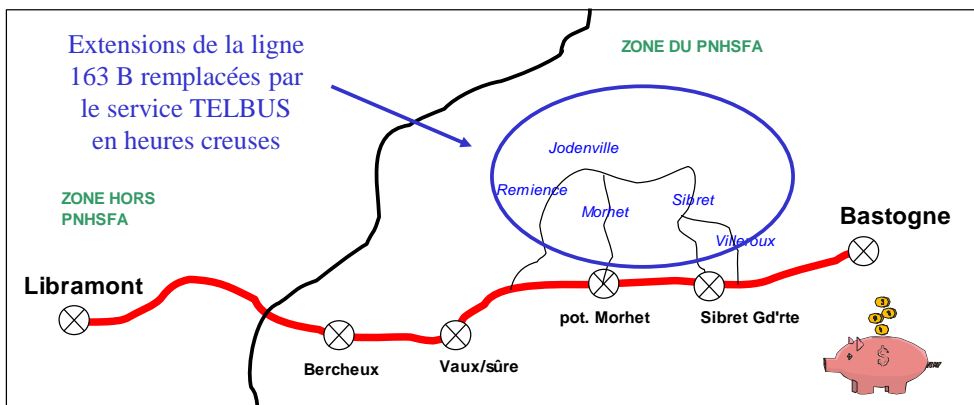 Extensions de la ligne
163 B remplacées par
le service TELBUS
en heures creuses
ZONE DU PNHSFA
Jodenville
Remience
Mornet
Sibret
Villeroux
ZONE HORS
PNHSFA
Bastogne
Libramont
pot. Morhet
Sibret Gd'rte
Bercheux
Vaux/sûre
$